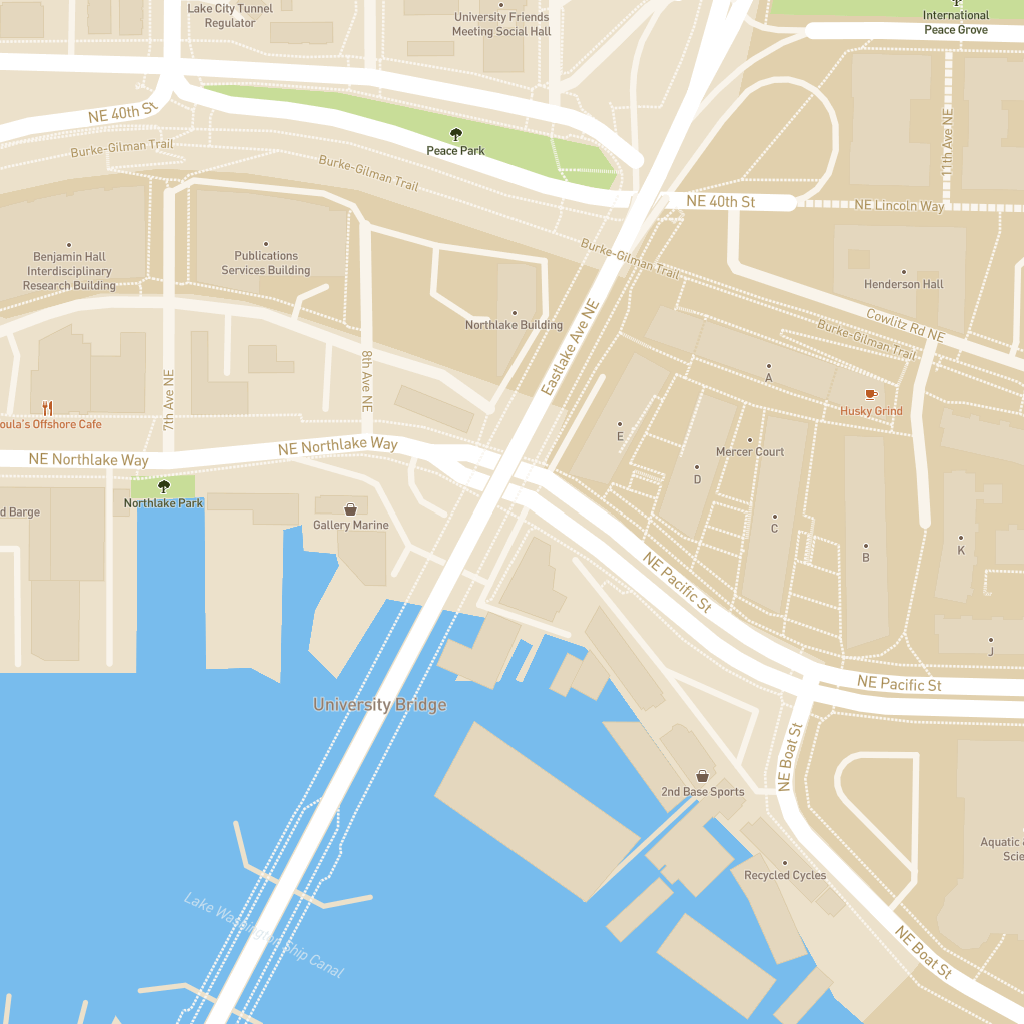 Lake City Tunnel
Regulator
University Friends
Meeting Social Hall
International
Peace Grove
NE 40th St
Peace Park
Burke-Gilman Trail
Burke-Gilman Trail
11th Ave NE
NE 40th St
NE Lincoln Way
Burke-Gilman Trail
Benjamin Hall
Interdisciplinary
Research Building
Publications
Services Building
Henderson Hall
Northlake Building
Cowlitz Rd NE
Burke-Gilman Trail
Eastlake Ave NE
7th Ave NE
8th Ave NE
A
Husky Grind
oula's Offshore Cafe
E
Mercer Court
NE Northlake Way
NE Northlake Way
D
Northlake Park
d Barge
Gallery Marine
C
B
K
NE Pacific St
J
NE Pacific St
University Bridge
NE Boat St
2nd Base Sports
Aquatic
Scie
Recycled Cycles
Lake Washington Ship Canal
NE Boat St